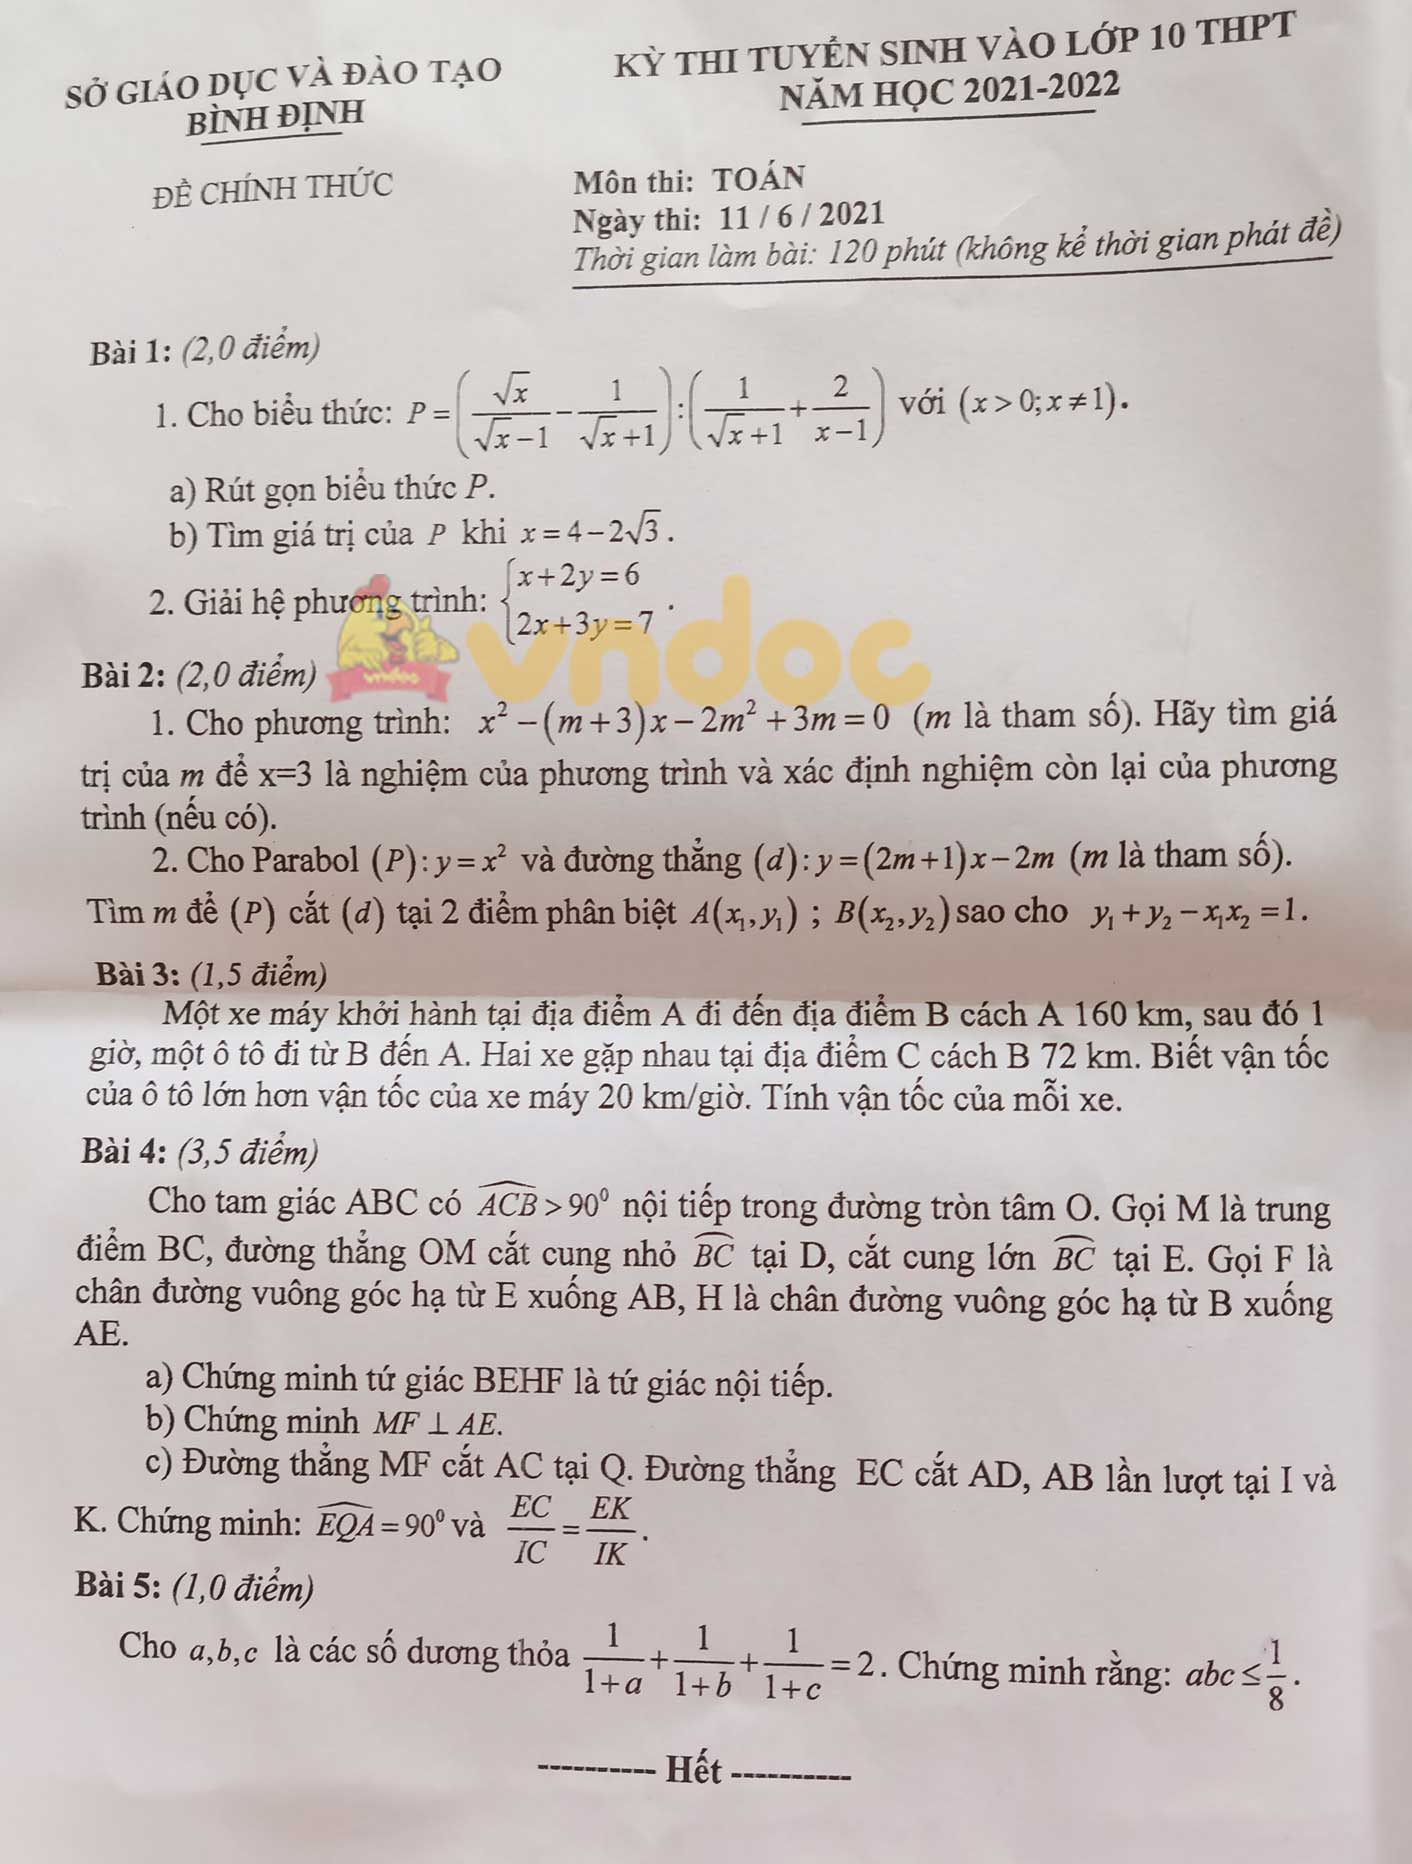 SỞ GIÁO DỤC VÀ ĐÀO TẠO
BÌNH ĐỊNH
KỲ THI TUYỂN SINH VÀO LỚP 10 THPT
NĂM HỌC 2021-2022
ĐỀ CHÍNH THỨC
Môn thi: TOÁN
Ngày thi: 11 / 6 / 2021
Thời gian làm bài: 120 phút (không kể thời gian phát đề)
Bài 1: (2,0 điểm)
1. Cho biểu thức: P = (√x/(√x−1) − 1/(√x+1)) : (1/(√x+1) + 2/(x−1)) với (x > 0; x ≠ 1).
a) Rút gọn biểu thức P.
b) Tìm giá trị của P khi x = 4 − 2√3.
2. Giải hệ phương trình: {x + 2y = 6
2x + 3y = 7.
vndoc
vndoc
Bài 2: (2,0 điểm)
1. Cho phương trình: x² − (m + 3)x − 2m² + 3m = 0 (m là tham số). Hãy tìm giá
trị của m để x=3 là nghiệm của phương trình và xác định nghiệm còn lại của phương
trình (nếu có).
2. Cho Parabol (P): y = x² và đường thẳng (d): y = (2m + 1)x − 2m (m là tham số).
Tìm m để (P) cắt (d) tại 2 điểm phân biệt A(x₁, y₁) ; B(x₂, y₂) sao cho y₁ + y₂ − x₁x₂ = 1.
Bài 3: (1,5 điểm)
Một xe máy khởi hành tại địa điểm A đi đến địa điểm B cách A 160 km, sau đó 1
giờ, một ô tô đi từ B đến A. Hai xe gặp nhau tại địa điểm C cách B 72 km. Biết vận tốc
của ô tô lớn hơn vận tốc của xe máy 20 km/giờ. Tính vận tốc của mỗi xe.
Bài 4: (3,5 điểm)
Cho tam giác ABC có ACB > 90⁰ nội tiếp trong đường tròn tâm O. Gọi M là trung
điểm BC, đường thẳng OM cắt cung nhỏ BC tại D, cắt cung lớn BC tại E. Gọi F là
chân đường vuông góc hạ từ E xuống AB, H là chân đường vuông góc hạ từ B xuống
AE.
a) Chứng minh tứ giác BEHF là tứ giác nội tiếp.
b) Chứng minh MF ⊥ AE.
c) Đường thẳng MF cắt AC tại Q. Đường thẳng EC cắt AD, AB lần lượt tại I và
K. Chứng minh: EQA = 90⁰ và EC/IC = EK/IK.
Bài 5: (1,0 điểm)
Cho a,b,c là các số dương thỏa 1/(1+a) + 1/(1+b) + 1/(1+c) = 2. Chứng minh rằng: abc ≤ 1/8.
---------- Hết ----------